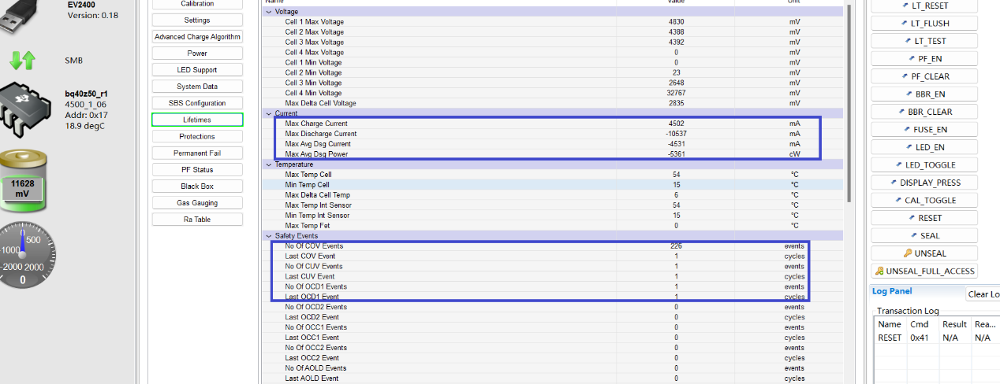 EV2400
Version: 0.18
SMB
bq40z50_r1
4500_1_06
Addr: 0x17
18.9 degC
11628
mV
500
-1000
-2000 2000
0
Calibration
Settings
Advanced Charge Algorithm
Power
LED Support
System Data
SBS Configuration
Lifetimes
Protections
Permanent Fail
PF Status
Black Box
Gas Gauging
Ra Table
Name Value Unit
Voltage
Cell 1 Max Voltage 4830 mV
Cell 2 Max Voltage 4388 mV
Cell 3 Max Voltage 4392 mV
Cell 4 Max Voltage 0 mV
Cell 1 Min Voltage 0 mV
Cell 2 Min Voltage 23 mV
Cell 3 Min Voltage 2648 mV
Cell 4 Min Voltage 32767 mV
Max Delta Cell Voltage 2835 mV
Current
Max Charge Current 4502 mA
Max Discharge Current -10537 mA
Max Avg Dsg Current -4531 mA
Max Avg Dsg Power -5361 cW
Temperature
Max Temp Cell 54 °C
Min Temp Cell 15 °C
Max Delta Cell Temp 6 °C
Max Temp Int Sensor 54 °C
Min Temp Int Sensor 15 °C
Max Temp Fet 0 °C
Safety Events
No Of COV Events 226 events
Last COV Event 1 cycles
No Of CUV Events 1 events
Last CUV Event 1 cycles
No Of OCD1 Events 1 events
Last OCD1 Event 1 cycles
No Of OCD2 Events 0 events
Last OCD2 Event 0 cycles
No Of OCC1 Events 0 events
Last OCC1 Event 0 cycles
No Of OCC2 Events 0 events
Last OCC2 Event 0 cycles
No Of AOLD Events 0 events
Last AOLD Event 0 cycles
LT_RESET
LT_FLUSH
LT_TEST
PF_EN
PF_CLEAR
BBR_EN
BBR_CLEAR
FUSE_EN
LED_EN
LED_TOGGLE
DISPLAY_PRESS
CAL_TOGGLE
RESET
SEAL
UNSEAL
UNSEAL_FULL_ACCESS
Log Panel
Clear Lo
Transaction Log
Name Cmd Result Rea...
RESET 0x41 N/A N/A